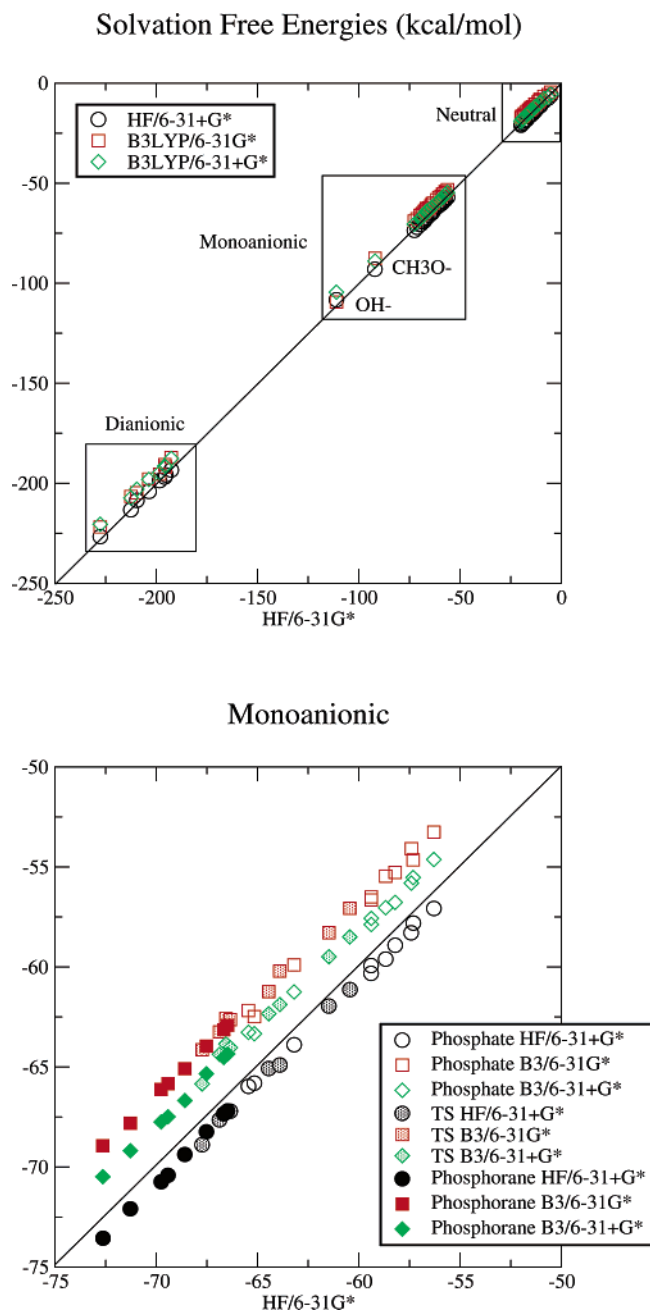 Solvation Free Energies (kcal/mol)
0
-50
-100
-150
-200
-250
HF/6-31+G*
B3LYP/6-31G*
B3LYP/6-31+G*
Neutral
Monoanionic
CH3O-
OH-
Dianionic
-250 -200 -150 -100 -50 0
HF/6-31G*
Monoanionic
-50
-55
-60
-65
-70
-75
Phosphate HF/6-31+G*
Phosphate B3/6-31G*
Phosphate B3/6-31+G*
TS HF/6-31+G*
TS B3/6-31G*
TS B3/6-31+G*
Phosphorane HF/6-31+G*
Phosphorane B3/6-31G*
Phosphorane B3/6-31+G*
-75 -70 -65 -60 -55 -50
HF/6-31G*